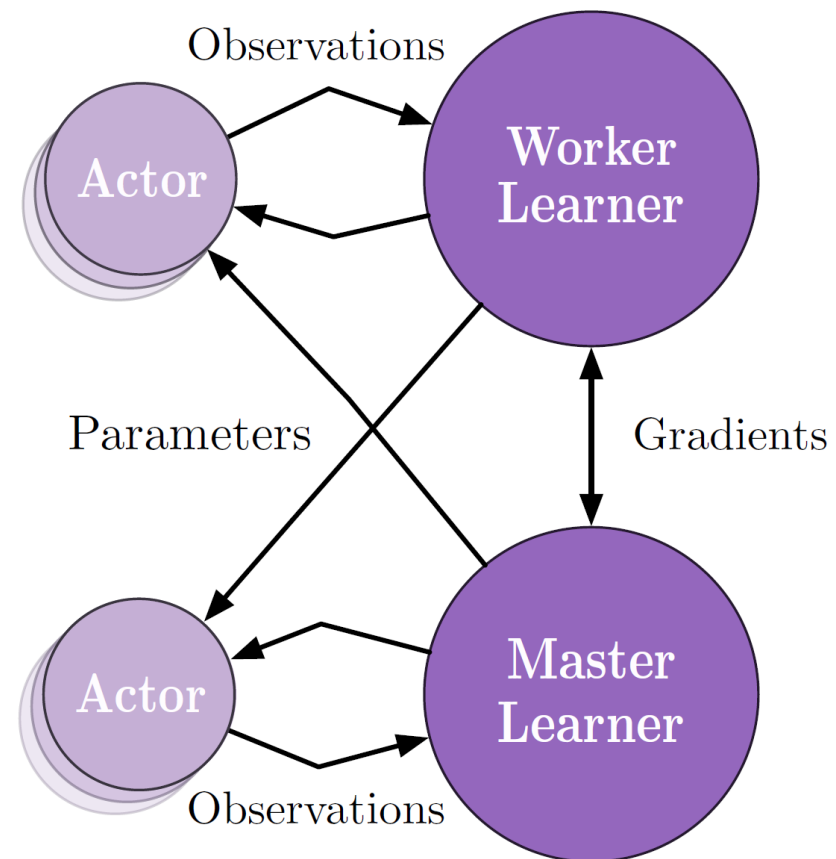 Observations
Actor
Worker
Learner
Parameters
Gradients
Actor
Master
Learner
Observations